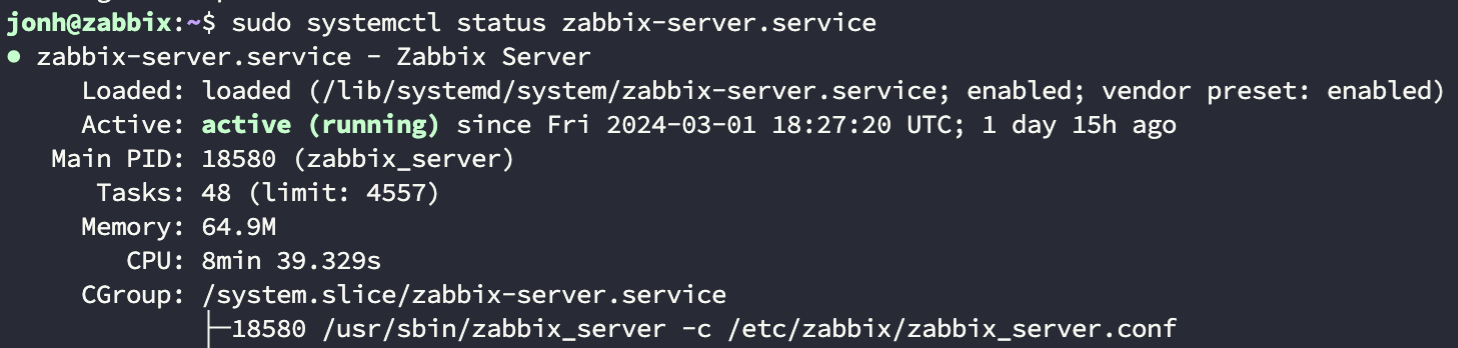 jonh@zabbix:~$ sudo systemctl status zabbix-server.service
● zabbix-server.service - Zabbix Server
Loaded: loaded (/lib/systemd/system/zabbix-server.service; enabled; vendor preset: enabled)
Active: active (running) since Fri 2024-03-01 18:27:20 UTC; 1 day 15h ago
Main PID: 18580 (zabbix_server)
Tasks: 48 (limit: 4557)
Memory: 64.9M
CPU: 8min 39.329s
CGroup: /system.slice/zabbix-server.service
├─18580 /usr/sbin/zabbix_server -c /etc/zabbix/zabbix_server.conf